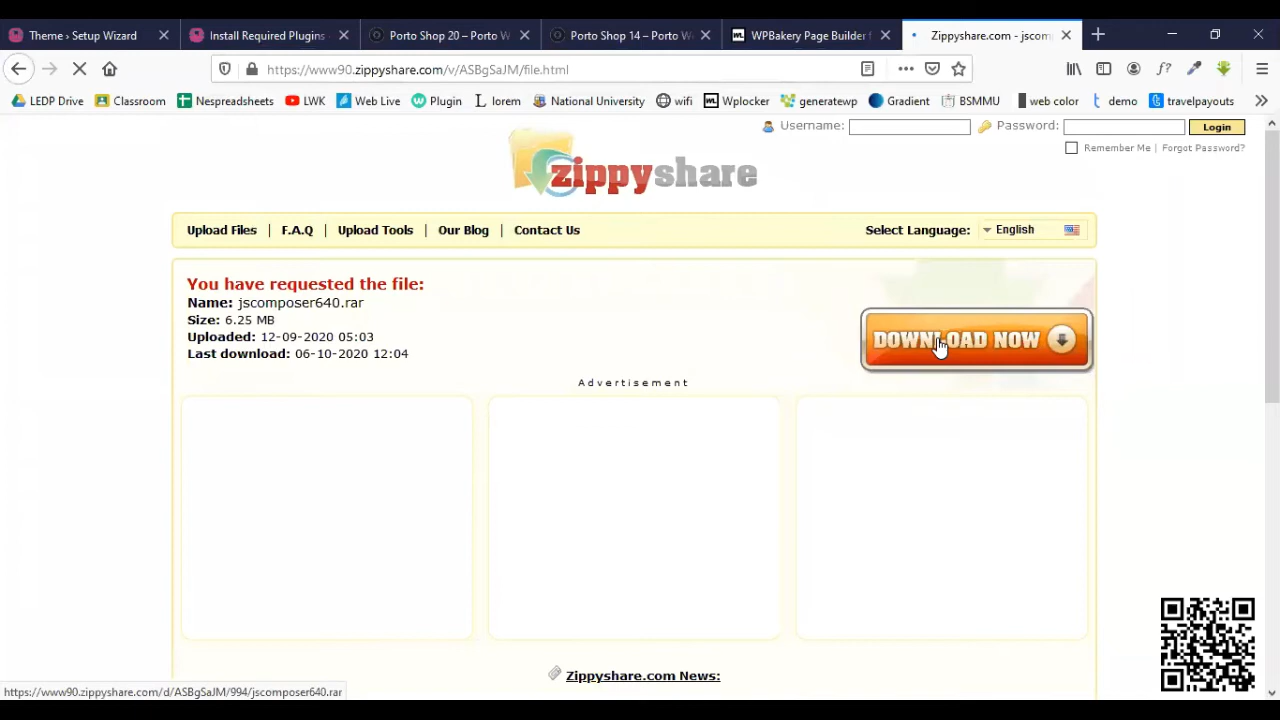 Theme › Setup Wizard
Install Required Plugins
Porto Shop 20 – Porto W
Porto Shop 14 – Porto W
WPBakery Page Builder f
Zippyshare.com - jscom
https://www90.zippyshare.com/v/ASBgSaJM/file.html
LEDP Drive
Classroom
Nespreadsheets
LWK
Web Live
Plugin
lorem
National University
wifi
Wplocker
generatewp
Gradient
BSMMU
web color
demo
travelpayouts
Username:
Password:
Login
Remember Me | Forgot Password?
zippyshare
Upload Files | F.A.Q | Upload Tools | Our Blog | Contact Us
Select Language: English
You have requested the file:
Name: jscomposer640.rar
Size: 6.25 MB
Uploaded: 12-09-2020 05:03
Last download: 06-10-2020 12:04
DOWNLOAD NOW
Advertisement
Zippyshare.com News:
https://www90.zippyshare.com/d/ASBgSaJM/994/jscomposer640.rar